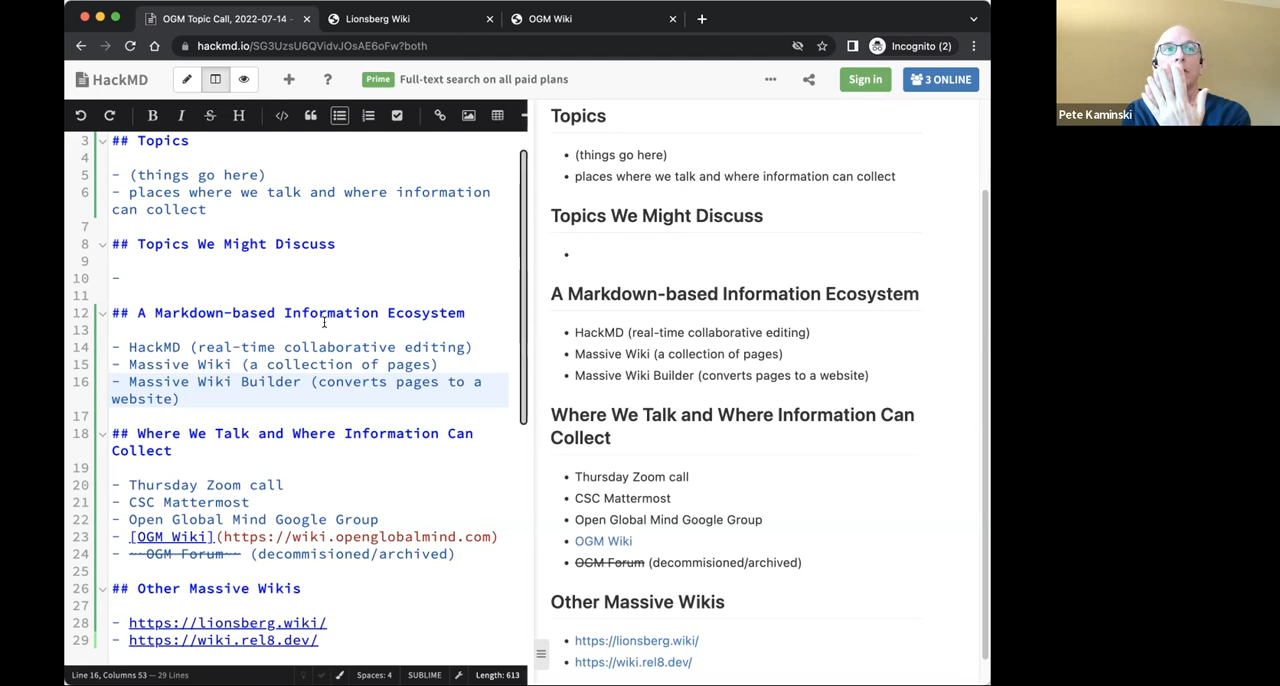 OGM Topic Call, 2022-07-14 -
Lionsberg Wiki
OGM Wiki
hackmd.io/SG3UzsU6QVidvJOsAE6oFw?both
Incognito (2)
HackMD
Prime Full-text search on all paid plans
Sign in
3 ONLINE
B I S H
3 ## Topics
4
5 - (things go here)
6 - places where we talk and where information
can collect
7
8 ## Topics We Might Discuss
9
10 -
11
12 ## A Markdown-based Information Ecosystem
13
14 - HackMD (real-time collaborative editing)
15 - Massive Wiki (a collection of pages)
16 - Massive Wiki Builder (converts pages to a
website)
17
18 ## Where We Talk and Where Information Can
Collect
19
20 - Thursday Zoom call
21 - CSC Mattermost
22 - Open Global Mind Google Group
23 - [OGM Wiki](https://wiki.openglobalmind.com)
24 - ~~OGM Forum~~ (decommisioned/archived)
25
26 ## Other Massive Wikis
27
28 - https://lionsberg.wiki/
29 - https://wiki.rel8.dev/
Line 16, Columns 53 — 29 Lines
Spaces: 4
SUBLIME
Length: 613
Topics
• (things go here)
• places where we talk and where information can collect
Topics We Might Discuss
•
A Markdown-based Information Ecosystem
• HackMD (real-time collaborative editing)
• Massive Wiki (a collection of pages)
• Massive Wiki Builder (converts pages to a website)
Where We Talk and Where Information Can
Collect
• Thursday Zoom call
• CSC Mattermost
• Open Global Mind Google Group
• OGM Wiki
• OGM Forum (decommisioned/archived)
Other Massive Wikis
• https://lionsberg.wiki/
• https://wiki.rel8.dev/
Pete Kaminski